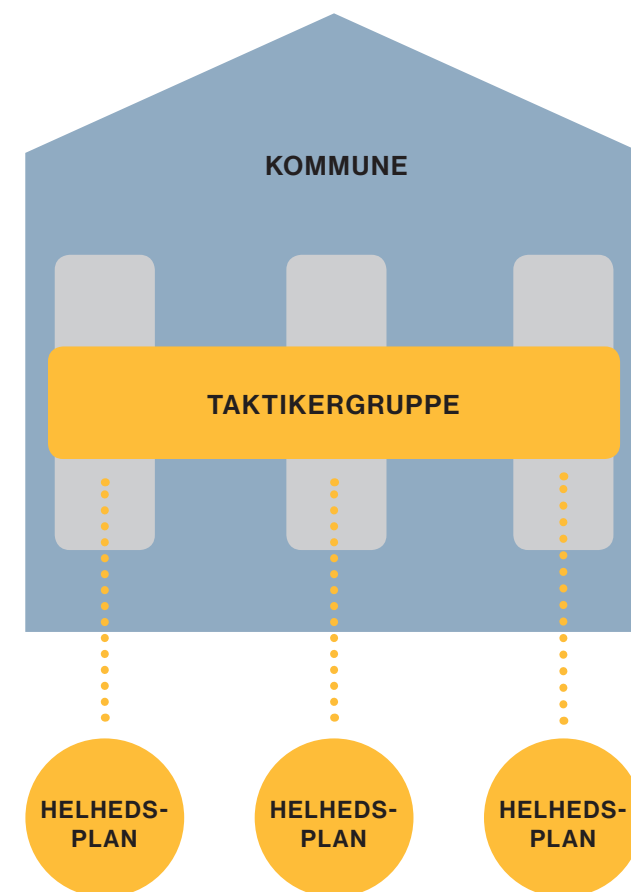 KOMMUNE
TAKTIKERGRUPPE
HELHEDS-
PLAN
HELHEDS-
PLAN
HELHEDS-
PLAN